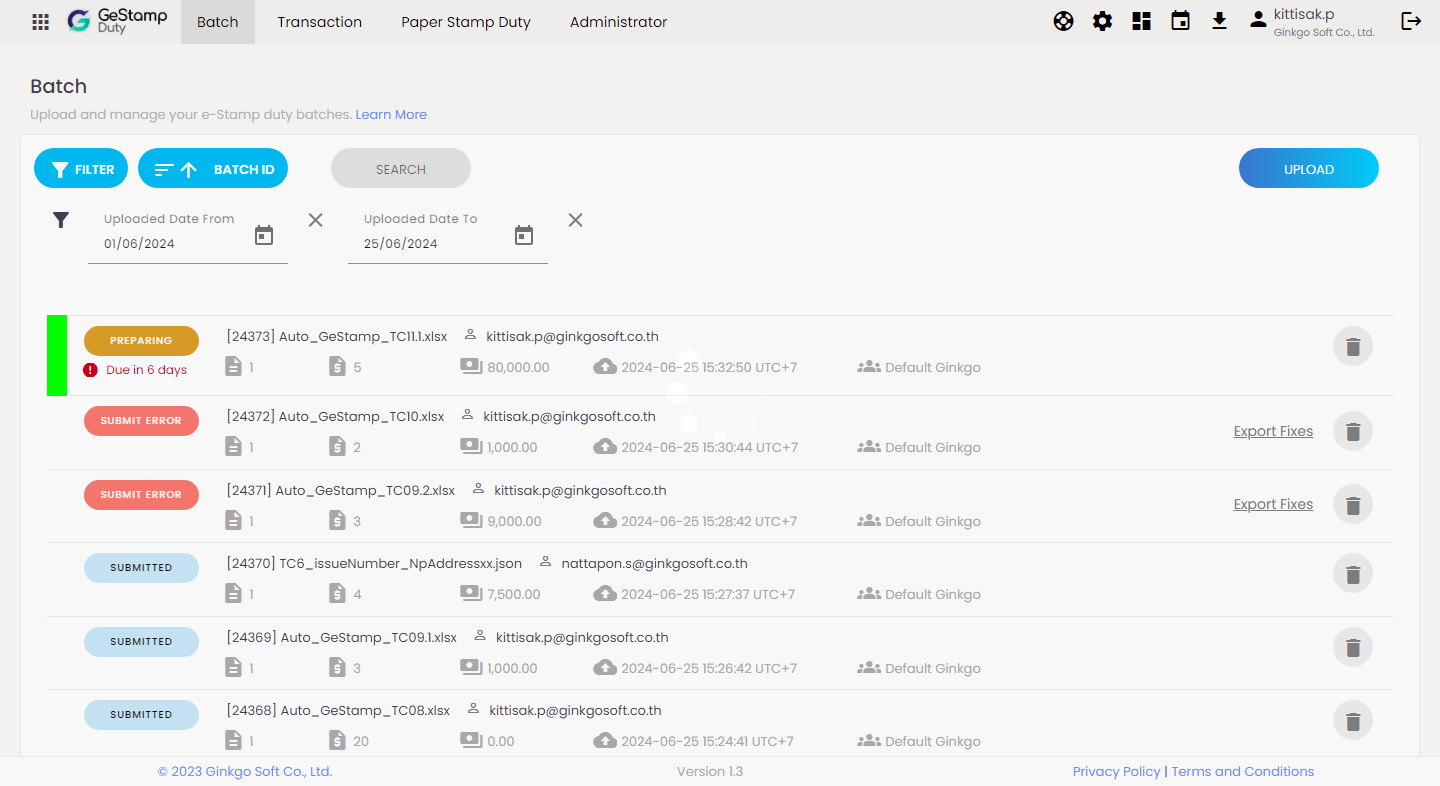 GeStamp Duty Batch Transaction Paper Stamp Duty Administrator kittisak.p
Ginkgo Soft Co., Ltd.
Batch
Upload and manage your e-Stamp duty batches. Learn More
FILTER BATCH ID SEARCH UPLOAD
Uploaded Date From Uploaded Date To
01/06/2024 25/06/2024
PREPARING [24373] Auto_GeStamp_TC11.1.xlsx kittisak.p@ginkgosoft.co.th
Due in 6 days 1 5 80,000.00 2024-06-25 15:32:50 UTC+7 Default Ginkgo
SUBMIT ERROR [24372] Auto_GeStamp_TC10.xlsx kittisak.p@ginkgosoft.co.th
Export Fixes
1 2 1,000.00 2024-06-25 15:30:44 UTC+7 Default Ginkgo
SUBMIT ERROR [24371] Auto_GeStamp_TC09.2.xlsx kittisak.p@ginkgosoft.co.th
Export Fixes
1 3 9,000.00 2024-06-25 15:28:42 UTC+7 Default Ginkgo
SUBMITTED [24370] TC6_issueNumber_NpAddressxx.json nattapon.s@ginkgosoft.co.th
1 4 7,500.00 2024-06-25 15:27:37 UTC+7 Default Ginkgo
SUBMITTED [24369] Auto_GeStamp_TC09.1.xlsx kittisak.p@ginkgosoft.co.th
1 3 1,000.00 2024-06-25 15:26:42 UTC+7 Default Ginkgo
SUBMITTED [24368] Auto_GeStamp_TC08.xlsx kittisak.p@ginkgosoft.co.th
1 20 0.00 2024-06-25 15:24:41 UTC+7 Default Ginkgo
© 2023 Ginkgo Soft Co., Ltd. Version 1.3 Privacy Policy | Terms and Conditions